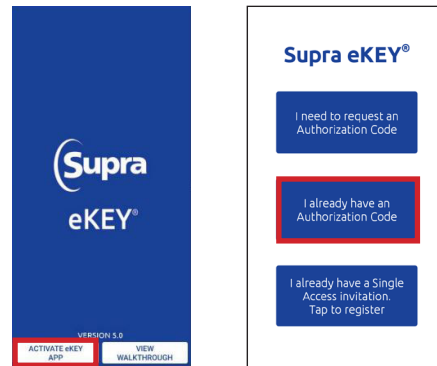 Supra
eKEY®
VERSION 5.0
ACTIVATE eKEY
APP
VIEW
WALKTHROUGH
Supra eKEY®
I need to request an
Authorization Code
I already have an
Authorization Code
I already have a Single
Access invitation.
Tap to register